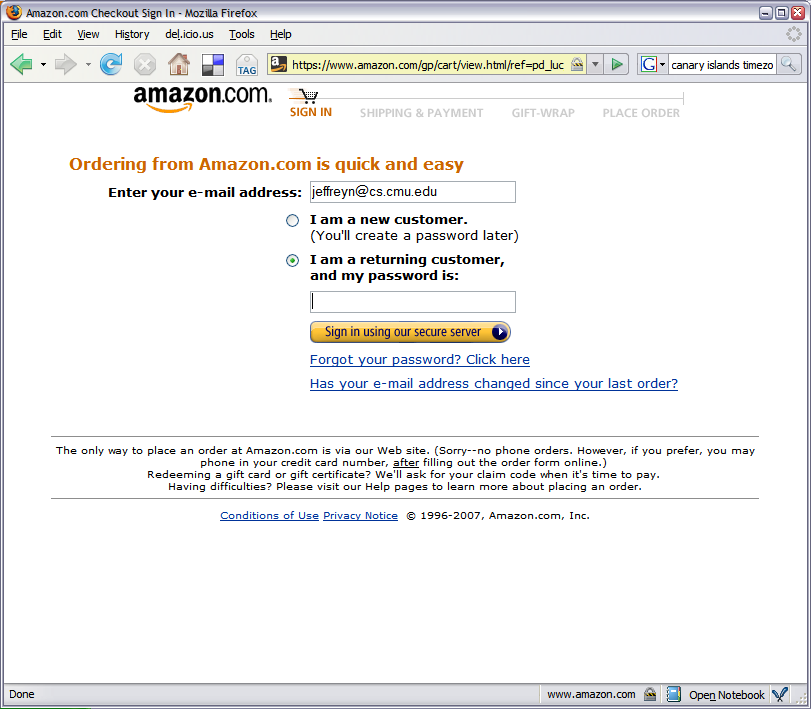 Amazon.com Checkout Sign In - Mozilla Firefox
File Edit View History del.icio.us Tools Help
TAG https://www.amazon.com/gp/cart/view.html/ref=pd_luc G canary islands timezo
amazon.com.
SIGN IN SHIPPING & PAYMENT GIFT-WRAP PLACE ORDER
Ordering from Amazon.com is quick and easy
Enter your e-mail address: jeffreyn@cs.cmu.edu
I am a new customer.
(You'll create a password later)
I am a returning customer,
and my password is:
Sign in using our secure server
Forgot your password? Click here
Has your e-mail address changed since your last order?
The only way to place an order at Amazon.com is via our Web site. (Sorry--no phone orders. However, if you prefer, you may
phone in your credit card number, after filling out the order form online.)
Redeeming a gift card or gift certificate? We'll ask for your claim code when it's time to pay.
Having difficulties? Please visit our Help pages to learn more about placing an order.
Conditions of Use Privacy Notice © 1996-2007, Amazon.com, Inc.
Done www.amazon.com Open Notebook